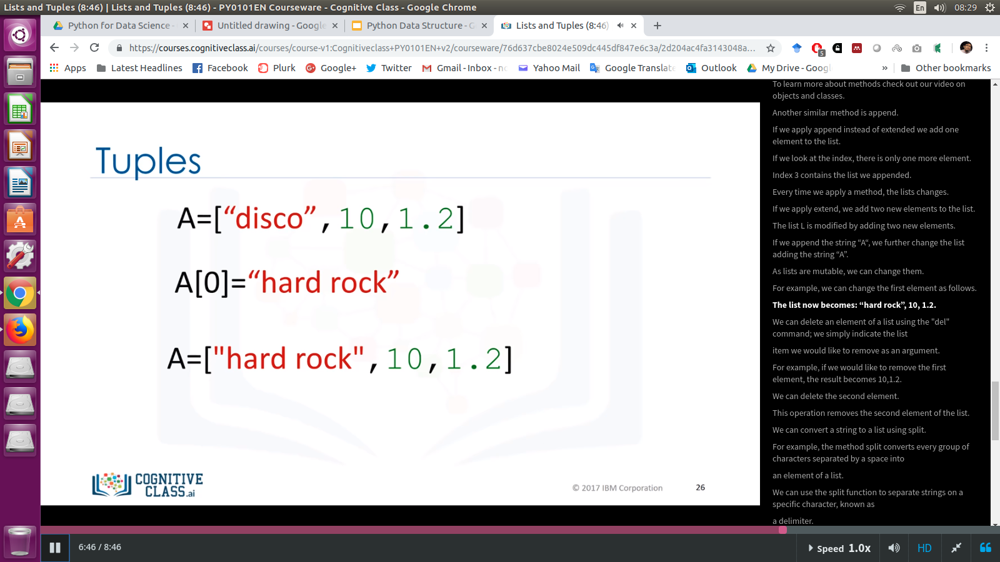 Lists and Tuples (8:46) | Lists and Tuples (8:46) - PY0101EN Courseware - Cognitive Class - Google Chrome
En
08:29
Python for Data Science -
Untitled drawing - Google
Python Data Structure - G
Lists and Tuples (8:46)
https://courses.cognitiveclass.ai/courses/course-v1:Cognitiveclass+PY0101EN+v2/courseware/76d637cbe8024e509dc445df847e6c3a/2d204ac4fa3143048a...
5
Apps
Latest Headlines
Facebook
Plurk
Google+
Twitter
Gmail - Inbox - n
Yahoo Mail
Google Translate
Outlook
My Drive - Googl
»
Other bookmarks
Tuples
A=[“disco”,10,1.2]
A[0]=“hard rock”
A=["hard rock",10,1.2]
COGNITIVE
CLASS.ai
© 2017 IBM Corporation
26
To learn more about methods check out our video on
objects and classes.
Another similar method is append.
If we apply append instead of extended we add one
element to the list.
If we look at the index, there is only one more element.
Index 3 contains the list we appended.
Every time we apply a method, the lists changes.
If we apply extend, we add two new elements to the list.
The list L is modified by adding two new elements.
If we append the string “A“, we further change the list
adding the string “A”.
As lists are mutable, we can change them.
For example, we can change the first element as follows.
The list now becomes: “hard rock”, 10, 1.2.
We can delete an element of a list using the "del"
command; we simply indicate the list
item we would like to remove as an argument.
For example, if we would like to remove the first
element, the result becomes 10,1.2.
We can delete the second element.
This operation removes the second element of the list.
We can convert a string to a list using split.
For example, the method split converts every group of
characters separated by a space into
an element of a list.
We can use the split function to separate strings on a
specific character, known as
a delimiter.
6:46 / 8:46
Speed 1.0x
HD